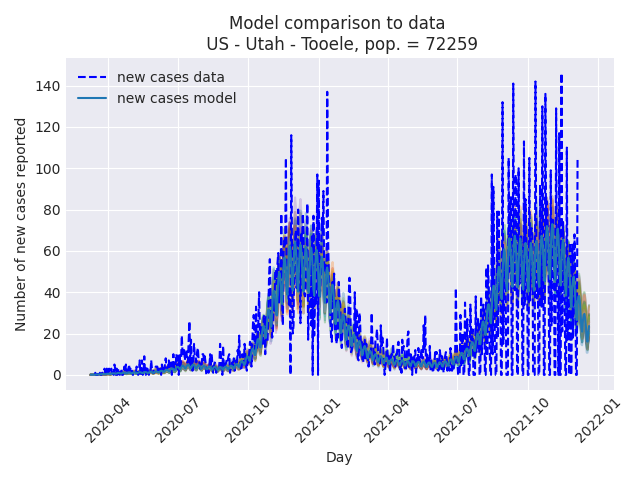 Model comparison to data
US - Utah - Tooele, pop. = 72259
new cases data
new cases model
Number of new cases reported
140
120
100
80
60
40
20
0
2020-04
2020-07
2020-10
2021-01
2021-04
2021-07
2021-10
2022-01
Day